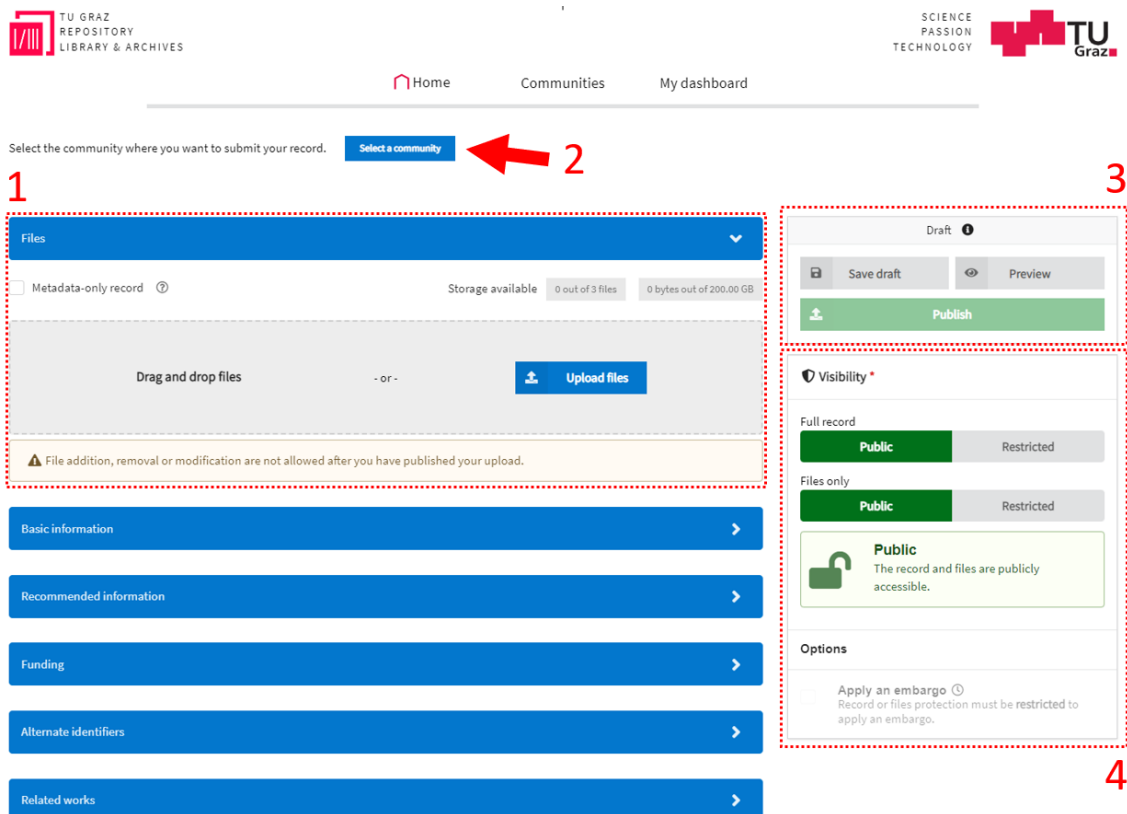 TU GRAZ
REPOSITORY
LIBRARY & ARCHIVES
SCIENCE
PASSION
TECHNOLOGY
TU
Graz
Home
Communities
My dashboard
Select the community where you want to submit your record.
Select a community
2
1
3
Files
Draft
Metadata-only record
Storage available
0 out of 3 files
0 bytes out of 200.00 GB
Save draft
Preview
Publish
Drag and drop files
- or -
Upload files
Visibility *
Full record
Public
Restricted
File addition, removal or modification are not allowed after you have published your upload.
Files only
Public
Restricted
Basic information
Public
The record and files are publicly
accessible.
Recommended information
Options
Funding
Apply an embargo
Record or files protection must be restricted to
apply an embargo.
Alternate identifiers
4
Related works